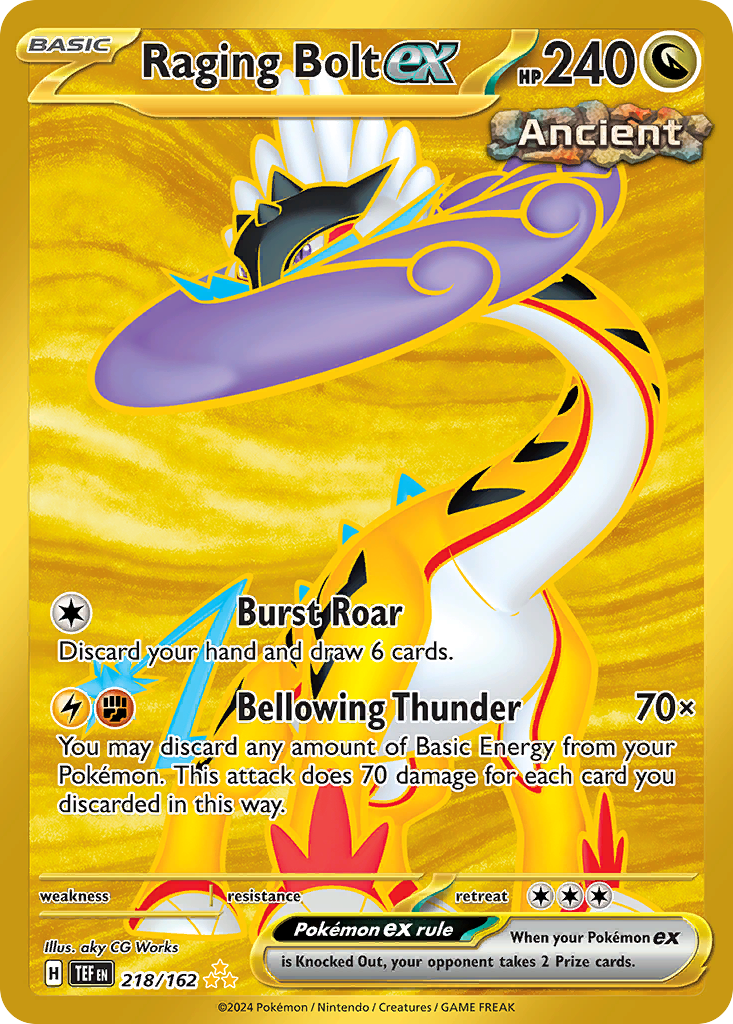 BASIC Raging Bolt ex HP 240
Ancient
Burst Roar
Discard your hand and draw 6 cards.
Bellowing Thunder 70×
You may discard any amount of Basic Energy from your
Pokémon. This attack does 70 damage for each card you
discarded in this way.
weakness resistance retreat
Pokémon ex rule When your Pokémon ex
is Knocked Out, your opponent takes 2 Prize cards.
Illus. aky CG Works
H TEF EN 218/162
©2024 Pokémon / Nintendo / Creatures / GAME FREAK